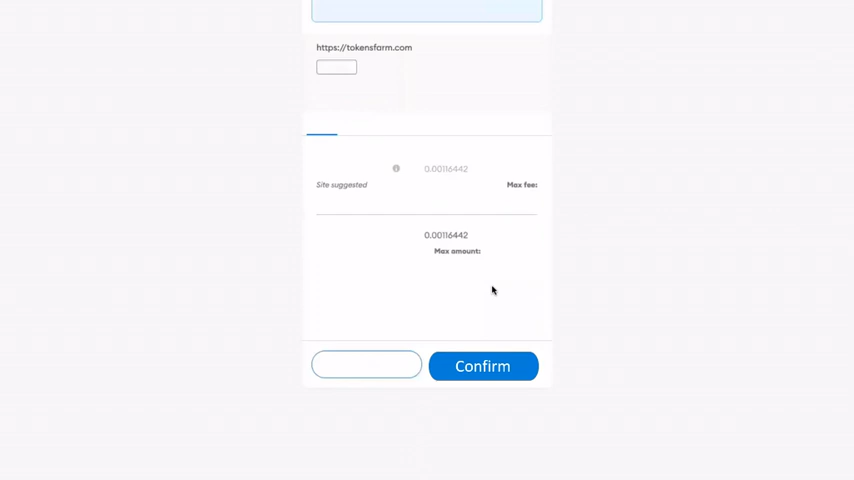 https://tokensfarm.com
0.00116442
Site suggested Max fee:
0.00116442
Max amount:
Confirm